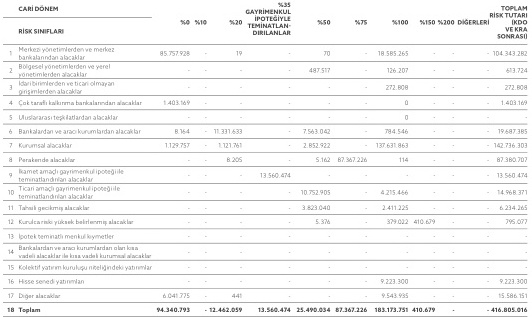 CARİ DÖNEM
RİSK SINIFLARI %0 %10 %20 %35 GAYRİMENKUL İPOTEĞİYLE TEMİNATLAN-DIRILANLAR %50 %75 %100 %150 %200 DİĞERLERİ TOPLAM RİSK TUTARI (KDO VE KRA SONRASI)
1 Merkezi yönetimlerden ve merkez bankalarından alacaklar 85.757.928 - 19 - 70 - 18.585.265 - - - 104.343.282
2 Bölgesel yönetimlerden ve yerel yönetimlerden alacaklar - - - - 487.517 - 126.207 - - - 613.724
3 İdari birimlerden ve ticari olmayan girişimlerden alacaklar - - - - - - 272.808 - - - 272.808
4 Çok taraflı kalkınma bankalarından alacaklar 1.403.169 - - - - - 0 - - - 1.403.169
5 Uluslararası teşkilatlardan alacaklar - - - - - - 0 - - - -
6 Bankalardan ve aracı kurumlardan alacaklar 8.164 - 11.331.633 - 7.563.042 - 784.546 - - - 19.687.385
7 Kurumsal alacaklar 1.129.757 - 1.121.761 - 2.852.922 - 137.631.863 - - - 142.736.303
8 Perakende alacaklar - - 8.205 - 5.162 87.367.226 114 - - - 87.380.707
9 İkamet amaçlı gayrimenkul ipoteği ile teminatlandırılan alacaklar - - - 13.560.474 - - - - - - 13.560.474
10 Ticari amaçlı gayrimenkul ipoteği ile teminatlandırılan alacaklar - - - - 10.752.905 - 4.215.466 - - - 14.968.371
11 Tahsili gecikmiş alacaklar - - - - 3.823.040 - 2.411.225 - - - 6.234.265
12 Kurulca riski yüksek belirlenmiş alacaklar - - - - 5.376 - 379.022 410.679 - - 795.077
13 İpotek teminatlı menkul kıymetler - - - - - - - - - - -
14 Bankalardan ve aracı kurumlardan olan kısa vadeli alacaklar ile kısa vadeli kurumsal alacaklar - - - - - - - - - - -
15 Kolektif yatırım kuruluşu niteliğindeki yatırımlar - - - - - - - - - - -
16 Hisse senedi yatırımları - - - - - - 9.223.300 - - - 9.223.300
17 Diğer alacaklar 6.041.775 - 441 - - - 9.543.935 - - - 15.586.151
18 Toplam 94.340.793 - 12.462.059 13.560.474 25.490.034 87.367.226 183.173.751 410.679 - - 416.805.016